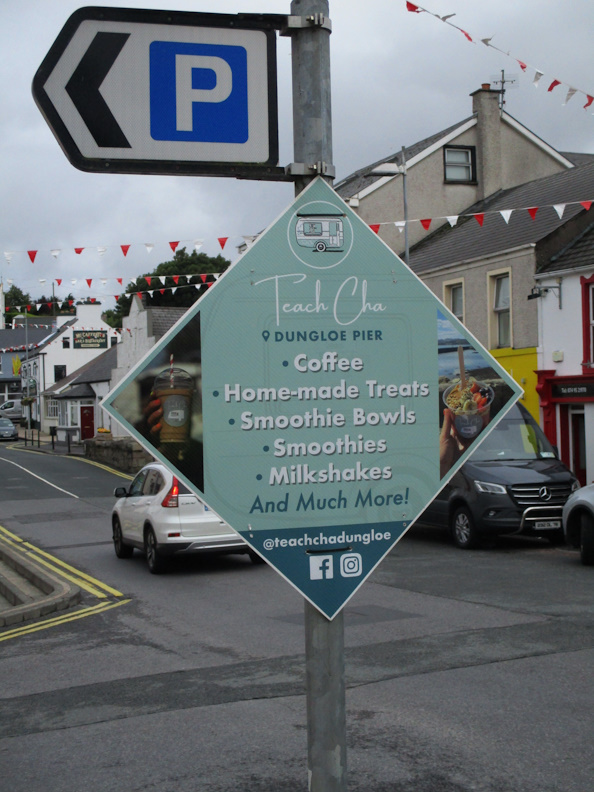 P
Teach Cha
DUNGLOE PIER
• Coffee
• Home-made Treats
• Smoothie Bowls
• Smoothies
• Milkshakes
And Much More!
@teachchadungloe
f